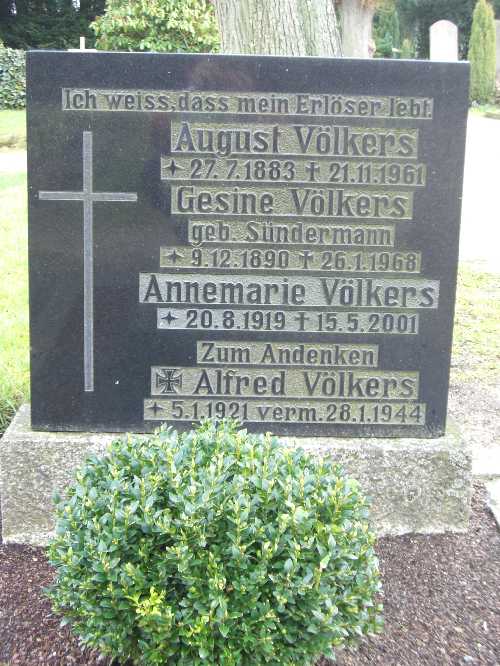 Ich weiss, dass mein Erlöser lebt.
August Völkers
✦ 27.7.1883 ✝ 21.11.1961
Gesine Völkers
geb. Sündermann
✦ 9.12.1890 ✝ 26.1.1968
Annemarie Völkers
✦ 20.8.1919 ✝ 15.5.2001
Zum Andenken
✠ Alfred Völkers
✦ 5.1.1921 verm. 28.1.1944